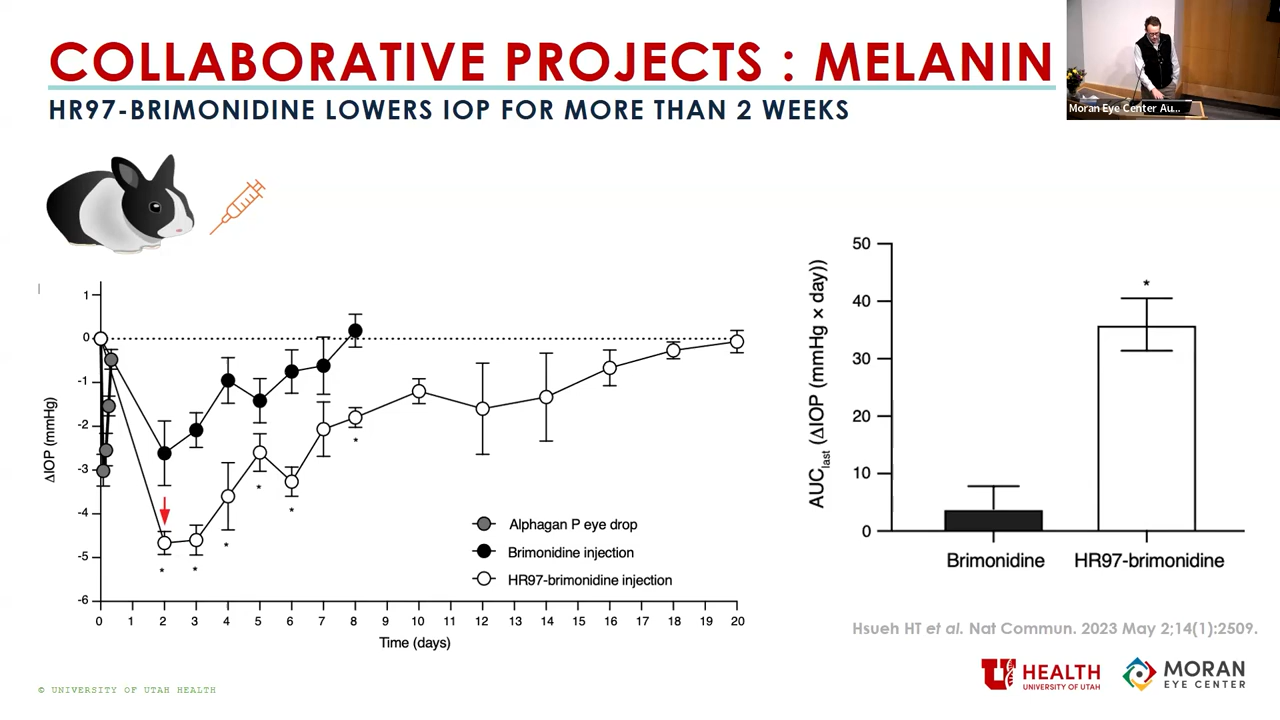 COLLABORATIVE PROJECTS : MELANIN
HR97-BRIMONIDINE LOWERS IOP FOR MORE THAN 2 WEEKS
Moran Eye Center Au...
1
0
-1
-2
-3
-4
-5
-6
ΔIOP (mmHg)
* * * * * *
Alphagan P eye drop
Brimonidine injection
HR97-brimonidine injection
0 1 2 3 4 5 6 7 8 9 10 11 12 13 14 15 16 17 18 19 20
Time (days)
50
40
30
20
10
0
AUClast (ΔIOP (mmHg × day))
*
Brimonidine HR97-brimonidine
Hsueh HT et al. Nat Commun. 2023 May 2;14(1):2509.
© UNIVERSITY OF UTAH HEALTH
U HEALTH
UNIVERSITY OF UTAH
MORAN
EYE CENTER